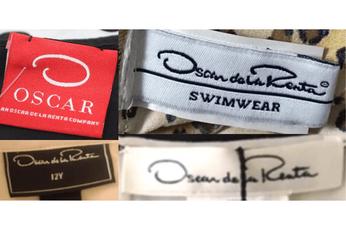 OSCAR
AN OSCAR DE LA RENTA COMPANY
Oscar de la Renta ©
SWIMWEAR
Oscar de la Renta
12Y
Oscar de la Renta